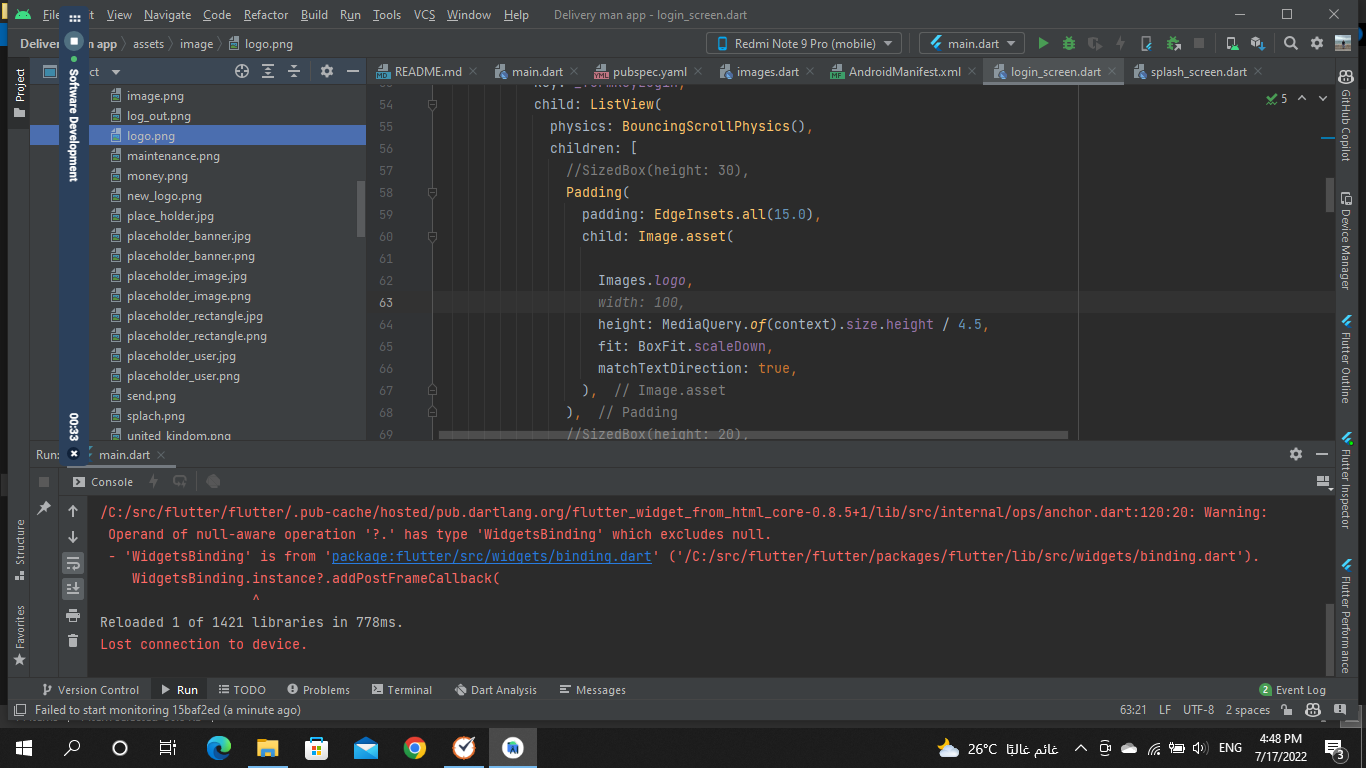 File Edit View Navigate Code Refactor Build Run Tools VCS Window Help Delivery man app - login_screen.dart
Delivery man app assets image logo.png Redmi Note 9 Pro (mobile) main.dart
Project
Software Development
00:33
image.png
log_out.png
logo.png
maintenance.png
money.png
new_logo.png
place_holder.jpg
placeholder_banner.jpg
placeholder_banner.png
placeholder_image.jpg
placeholder_image.png
placeholder_rectangle.jpg
placeholder_rectangle.png
placeholder_user.jpg
placeholder_user.png
send.png
splach.png
united_kindom.png
README.md main.dart pubspec.yaml images.dart AndroidManifest.xml login_screen.dart splash_screen.dart
5
54 child: ListView(
55 physics: BouncingScrollPhysics(),
56 children: [
57 //SizedBox(height: 30),
58 Padding(
59 padding: EdgeInsets.all(15.0),
60 child: Image.asset(
61
62 Images.logo,
63 width: 100,
64 height: MediaQuery.of(context).size.height / 4.5,
65 fit: BoxFit.scaleDown,
66 matchTextDirection: true,
67 ), // Image.asset
68 ), // Padding
69 //SizedBox(height: 20),
GitHub Copilot
Device Manager
Flutter Outline
Flutter Inspector
Flutter Performance
Structure
Favorites
Run: main.dart
Console
/C:/src/flutter/flutter/.pub-cache/hosted/pub.dartlang.org/flutter_widget_from_html_core-0.8.5+1/lib/src/internal/ops/anchor.dart:120:20: Warning:
Operand of null-aware operation '?.' has type 'WidgetsBinding' which excludes null.
- 'WidgetsBinding' is from 'package:flutter/src/widgets/binding.dart' ('/C:/src/flutter/flutter/packages/flutter/lib/src/widgets/binding.dart').
WidgetsBinding.instance?.addPostFrameCallback(
^
Reloaded 1 of 1421 libraries in 778ms.
Lost connection to device.
Version Control Run TODO Problems Terminal Dart Analysis Messages 2 Event Log
Failed to start monitoring 15baf2ed (a minute ago) 63:21 LF UTF-8 2 spaces
26°C غائم غالبًا ENG 4:48 PM
7/17/2022
3